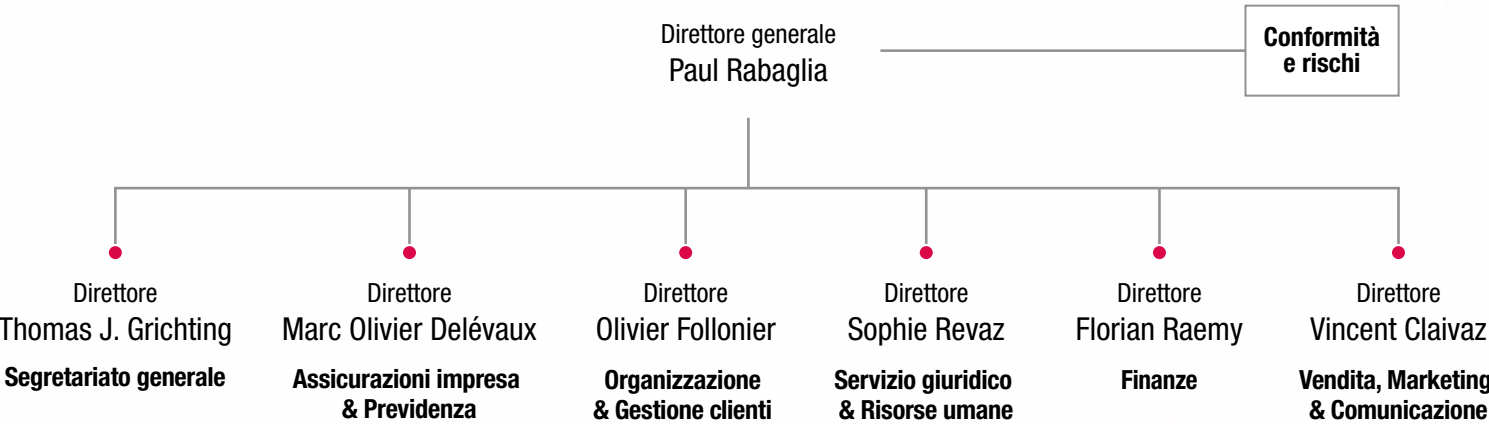 Direttore generale
Paul Rabaglia
Conformità
e rischi
Direttore
Thomas J. Grichting
Segretariato generale
Direttore
Marc Olivier Delévaux
Assicurazioni impresa
& Previdenza
Direttore
Olivier Follonier
Organizzazione
& Gestione clienti
Direttore
Sophie Revaz
Servizio giuridico
& Risorse umane
Direttore
Florian Raemy
Finanze
Direttore
Vincent Claivaz
Vendita, Marketing
& Comunicazione